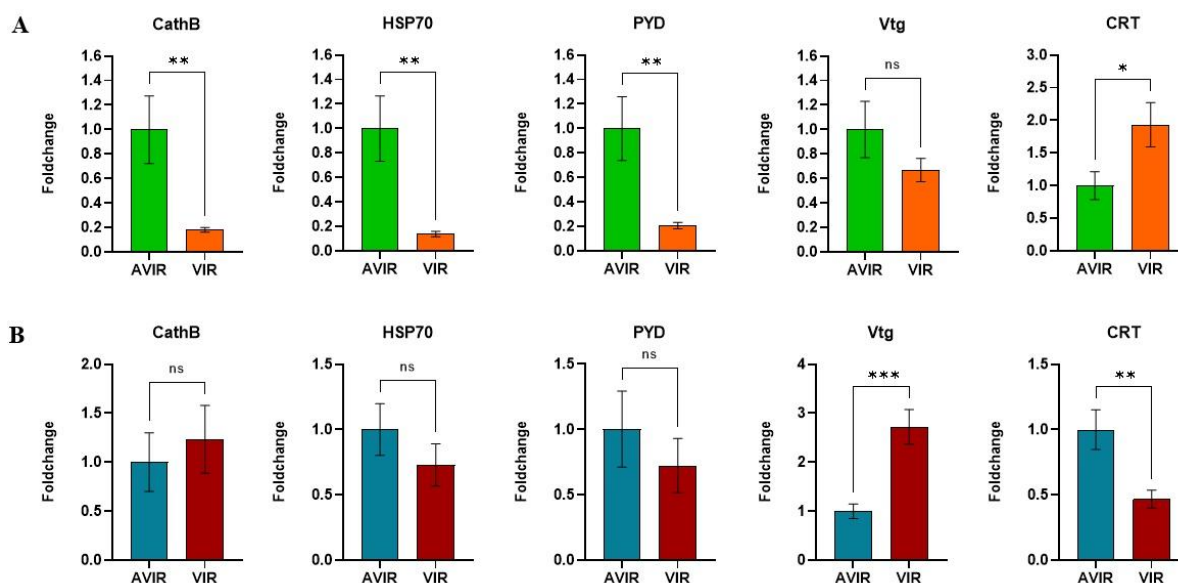 A
CathB
Foldchange
1.6
1.4
1.2
1.0
0.8
0.6
0.4
0.2
0.0
**
AVIR VIR
HSP70
Foldchange
1.6
1.4
1.2
1.0
0.8
0.6
0.4
0.2
0.0
**
AVIR VIR
PYD
Foldchange
1.6
1.4
1.2
1.0
0.8
0.6
0.4
0.2
0.0
**
AVIR VIR
Vtg
Foldchange
1.6
1.4
1.2
1.0
0.8
0.6
0.4
0.2
0.0
ns
AVIR VIR
CRT
Foldchange
3.0
2.5
2.0
1.5
1.0
0.5
0.0
*
AVIR VIR
B
CathB
Foldchange
2.0
1.5
1.0
0.5
0.0
ns
AVIR VIR
HSP70
Foldchange
1.5
1.0
0.5
0.0
ns
AVIR VIR
PYD
Foldchange
1.5
1.0
0.5
0.0
ns
AVIR VIR
Vtg
Foldchange
4
3
2
1
0
***
AVIR VIR
CRT
Foldchange
1.5
1.0
0.5
0.0
**
AVIR VIR